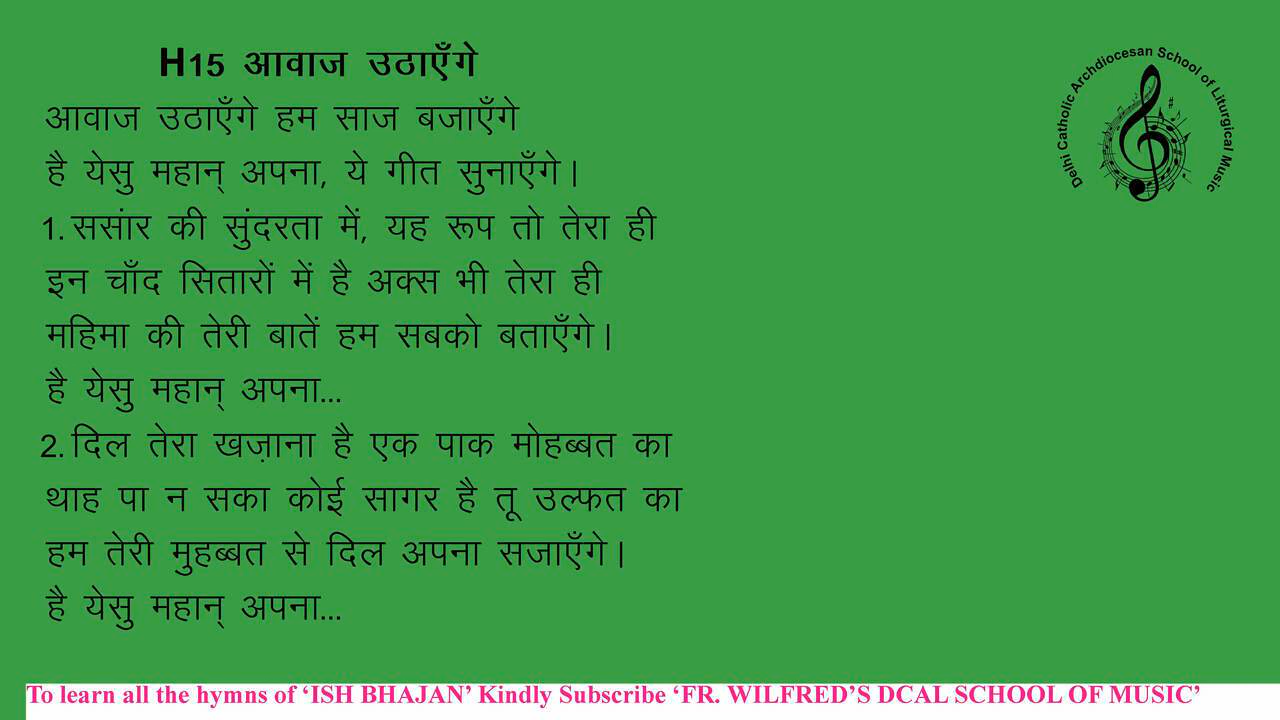 H15 आवाज उठाएँगे
आवाज उठाएँगे हम साज बजाएँगे
है येसु महान् अपना, ये गीत सुनाएँगे।
1. ससांर की सुंदरता में, यह रूप तो तेरा ही
इन चाँद सितारों में है अक्स भी तेरा ही
महिमा की तेरी बातें हम सबको बताएँगे।
है येसु महान् अपना...
2. दिल तेरा खज़ाना है एक पाक मोहब्बत का
थाह पा न सका कोई सागर है तू उल्फत का
हम तेरी मुहब्बत से दिल अपना सजाएँगे।
है येसु महान् अपना...
Delhi Catholic Archdiocesan School of Liturgical Music
To learn all the hymns of ‘ISH BHAJAN’ Kindly Subscribe ‘FR. WILFRED’S DCAL SCHOOL OF MUSIC’